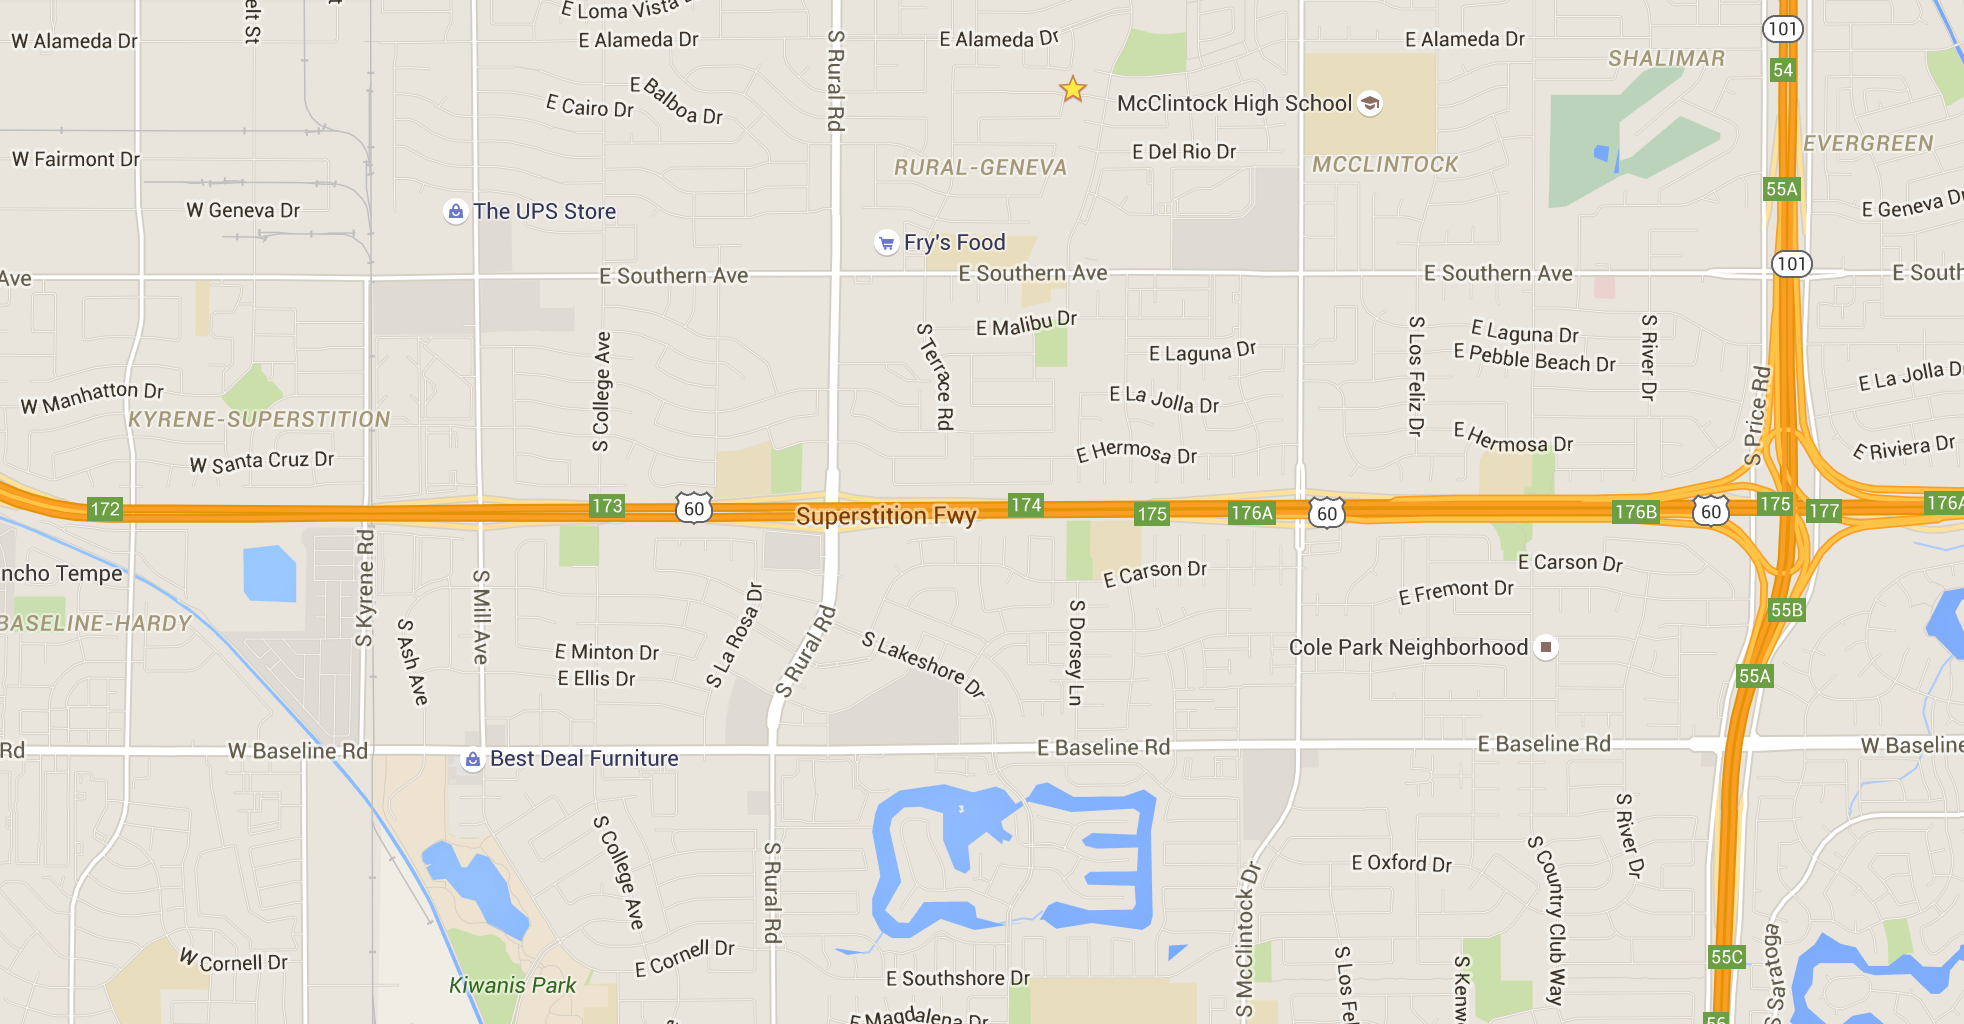 E Loma Vista D
W Alameda Dr
E Alameda Dr
E Alameda Dr
E Alameda Dr
elt St
S Rural Rd
101
54
SHALIMAR
E Balboa Dr
E Cairo Dr
McClintock High School
W Fairmont Dr
E Del Rio Dr
RURAL-GENEVA
MCCLINTOCK
EVERGREEN
55A
W Geneva Dr
The UPS Store
E Geneva Dr
Fry's Food
Ave
E Southern Ave
E Southern Ave
E Southern Ave
101
E South
E Malibu Dr
S Terrace Rd
S College Ave
E Laguna Dr
E Laguna Dr
E Pebble Beach Dr
S Los Feliz Dr
S River Dr
S Price Rd
W Manhatton Dr
KYRENE-SUPERSTITION
E La Jolla Dr
E La Jolla Dr
E Hermosa Dr
E Hermosa Dr
E Riviera Dr
W Santa Cruz Dr
172
173
60
Superstition Fwy
174
175
176A
60
176B
60
175
177
176A
ncho Tempe
S Kyrene Rd
S Mill Ave
E Carson Dr
E Carson Dr
E Fremont Dr
BASELINE-HARDY
S Ash Ave
S La Rosa Dr
S Rural Rd
S Lakeshore Dr
S Dorsey Ln
55B
E Minton Dr
E Ellis Dr
Cole Park Neighborhood
55A
Rd
W Baseline Rd
E Baseline Rd
E Baseline Rd
W Baseline
Best Deal Furniture
3
S College Ave
S Rural Rd
S McClintock Dr
E Oxford Dr
S River Dr
S Country Club Way
W Cornell Dr
E Cornell Dr
55C
S Saratoga
Kiwanis Park
E Southshore Dr
S Los Fel
S Kenw
E Magdalena Dr
56